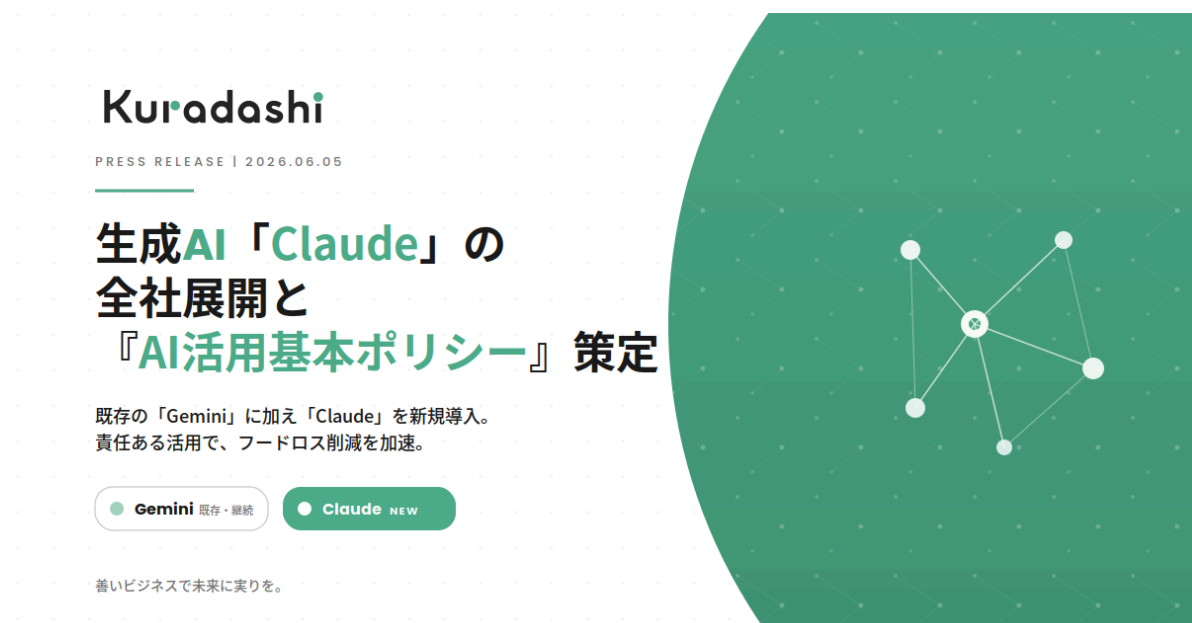 Kuradashi
PRESS RELEASE | 2026.06.05
生成AI「Claude」の
全社展開と
『AI活用基本ポリシー』策定
既存の「Gemini」に加え「Claude」を新規導入。
責任ある活用で、フードロス削減を加速。
Gemini 既存・継続
Claude NEW
善いビジネスで未来に実りを。